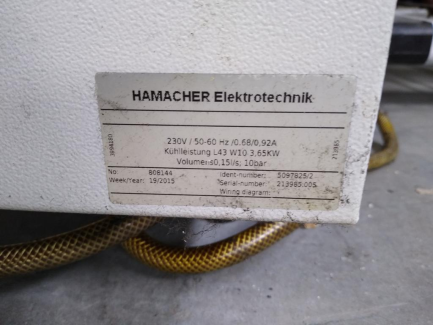 HAMACHER Elektrotechnik
230V / 50-60 Hz /0.68/0.92A
Kühlleistung L43 W10 3.65KW
Volumen≤0,15l/s; 10bar
No: 808144 Ident-number: 5097825/2
Week/Year: 19/2015 Serial-number: 213985.005
Wiring diagram: -